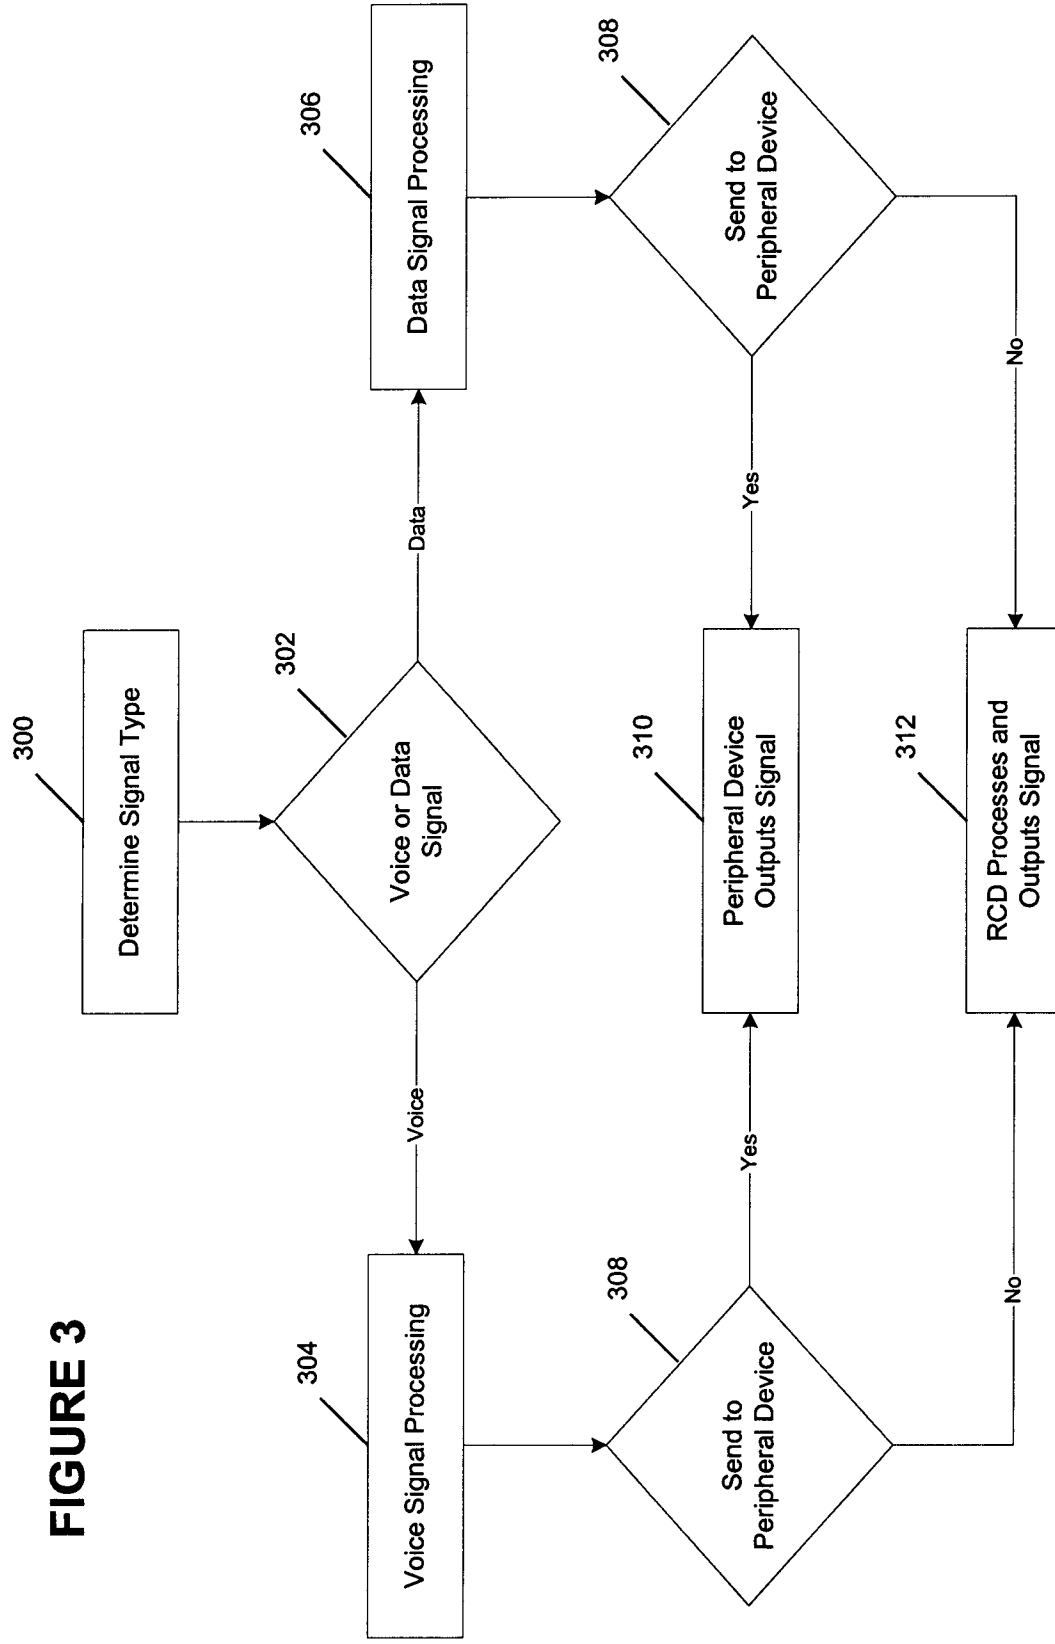 FIGURE 3
300
Determine Signal Type
302
Voice or Data
Signal
Voice
Data
304
Voice Signal Processing
306
Data Signal Processing
308
Send to
Peripheral Device
308
Send to
Peripheral Device
Yes
Yes
310
Peripheral Device
Outputs Signal
No
No
312
RCD Processes and
Outputs Signal